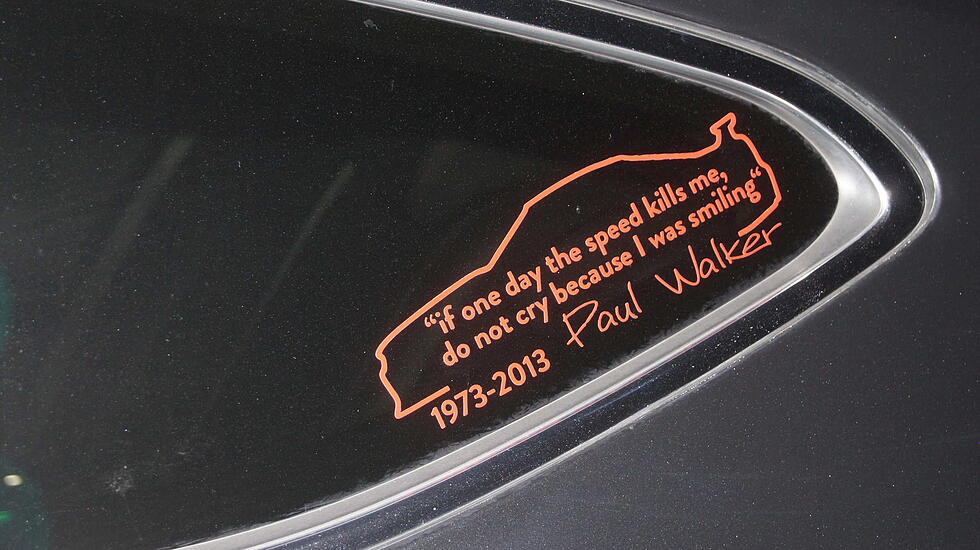 “if one day the speed kills me,
do not cry because I was smiling“
1973-2013 Paul Walker